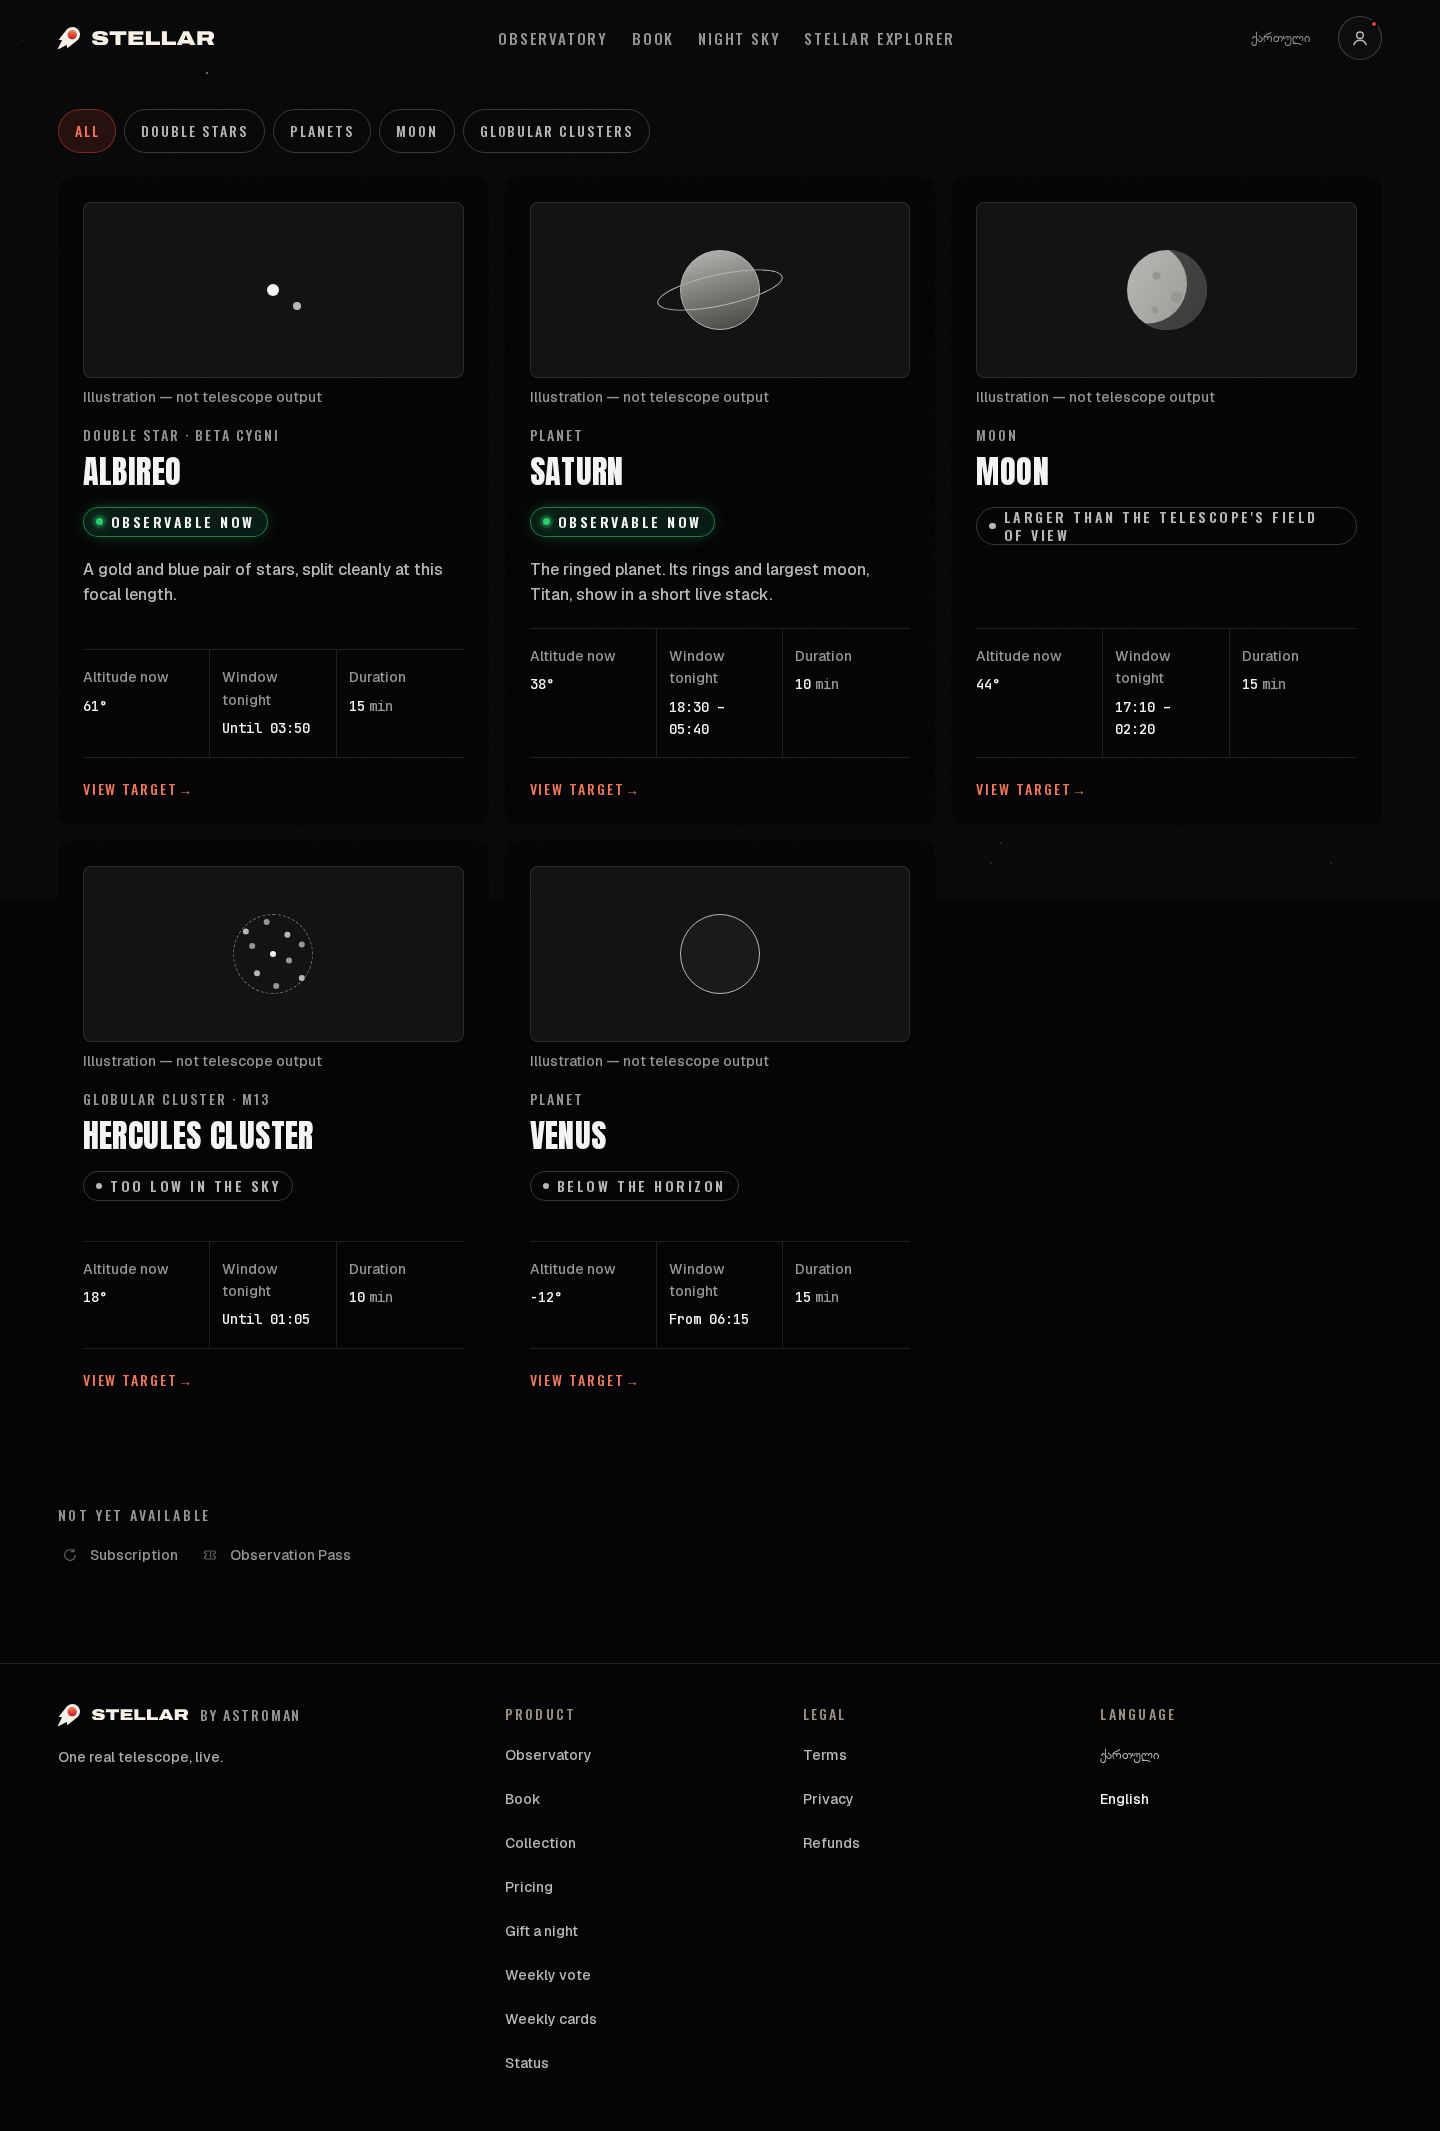 STELLAR
OBSERVATORY BOOK NIGHT SKY STELLAR EXPLORER
ქართული
ALL
DOUBLE STARS
PLANETS
MOON
GLOBULAR CLUSTERS
Illustration — not telescope output
DOUBLE STAR · BETA CYGNI
ALBIREO
OBSERVABLE NOW
A gold and blue pair of stars, split cleanly at this
focal length.
Altitude now
61°
Window
tonight
Until 03:50
Duration
15 min
VIEW TARGET→
Illustration — not telescope output
PLANET
SATURN
OBSERVABLE NOW
The ringed planet. Its rings and largest moon,
Titan, show in a short live stack.
Altitude now
38°
Window
tonight
18:30 –
05:40
Duration
10 min
VIEW TARGET→
Illustration — not telescope output
MOON
MOON
LARGER THAN THE TELESCOPE'S FIELD
OF VIEW
Altitude now
44°
Window
tonight
17:10 –
02:20
Duration
15 min
VIEW TARGET→
Illustration — not telescope output
GLOBULAR CLUSTER · M13
HERCULES CLUSTER
TOO LOW IN THE SKY
Altitude now
18°
Window
tonight
Until 01:05
Duration
10 min
VIEW TARGET→
Illustration — not telescope output
PLANET
VENUS
BELOW THE HORIZON
Altitude now
-12°
Window
tonight
From 06:15
Duration
15 min
VIEW TARGET→
NOT YET AVAILABLE
Subscription
Observation Pass
STELLAR BY ASTROMAN
One real telescope, live.
PRODUCT
Observatory
Book
Collection
Pricing
Gift a night
Weekly vote
Weekly cards
Status
LEGAL
Terms
Privacy
Refunds
LANGUAGE
ქართული
English